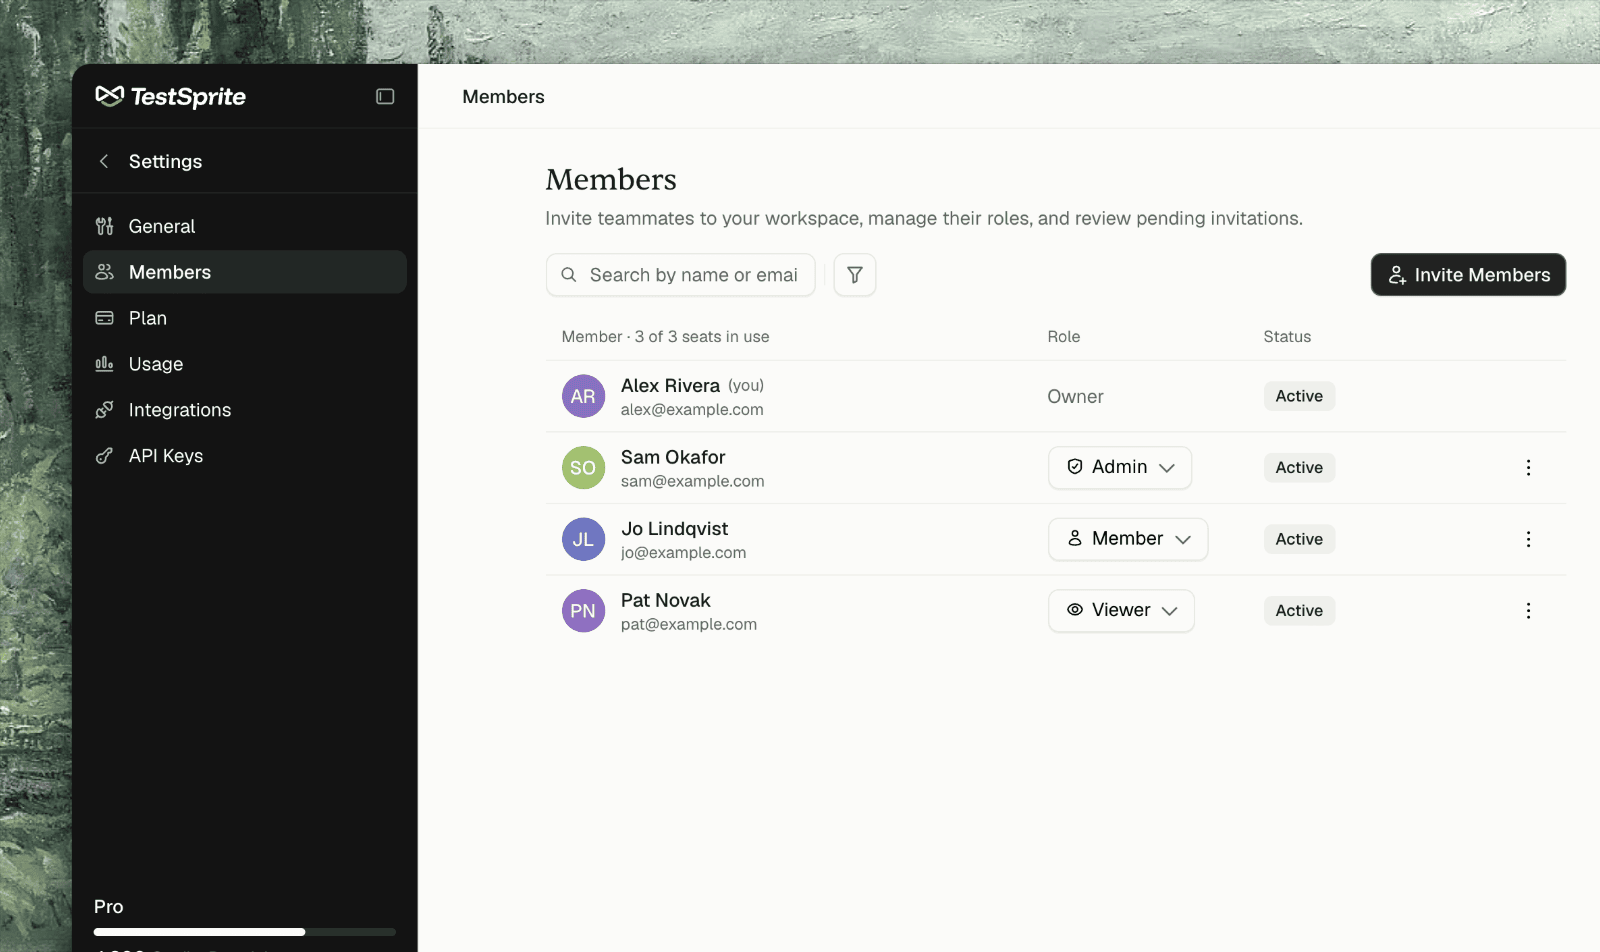 TestSprite
Members
Settings
General
Members
Plan
Usage
Integrations
API Keys
Pro
Members
Invite teammates to your workspace, manage their roles, and review pending invitations.
Search by name or emai
Invite Members
Member · 3 of 3 seats in use Role Status
AR Alex Rivera (you) Owner Active
alex@example.com
SO Sam Okafor Admin Active
sam@example.com
JL Jo Lindqvist Member Active
jo@example.com
PN Pat Novak Viewer Active
pat@example.com